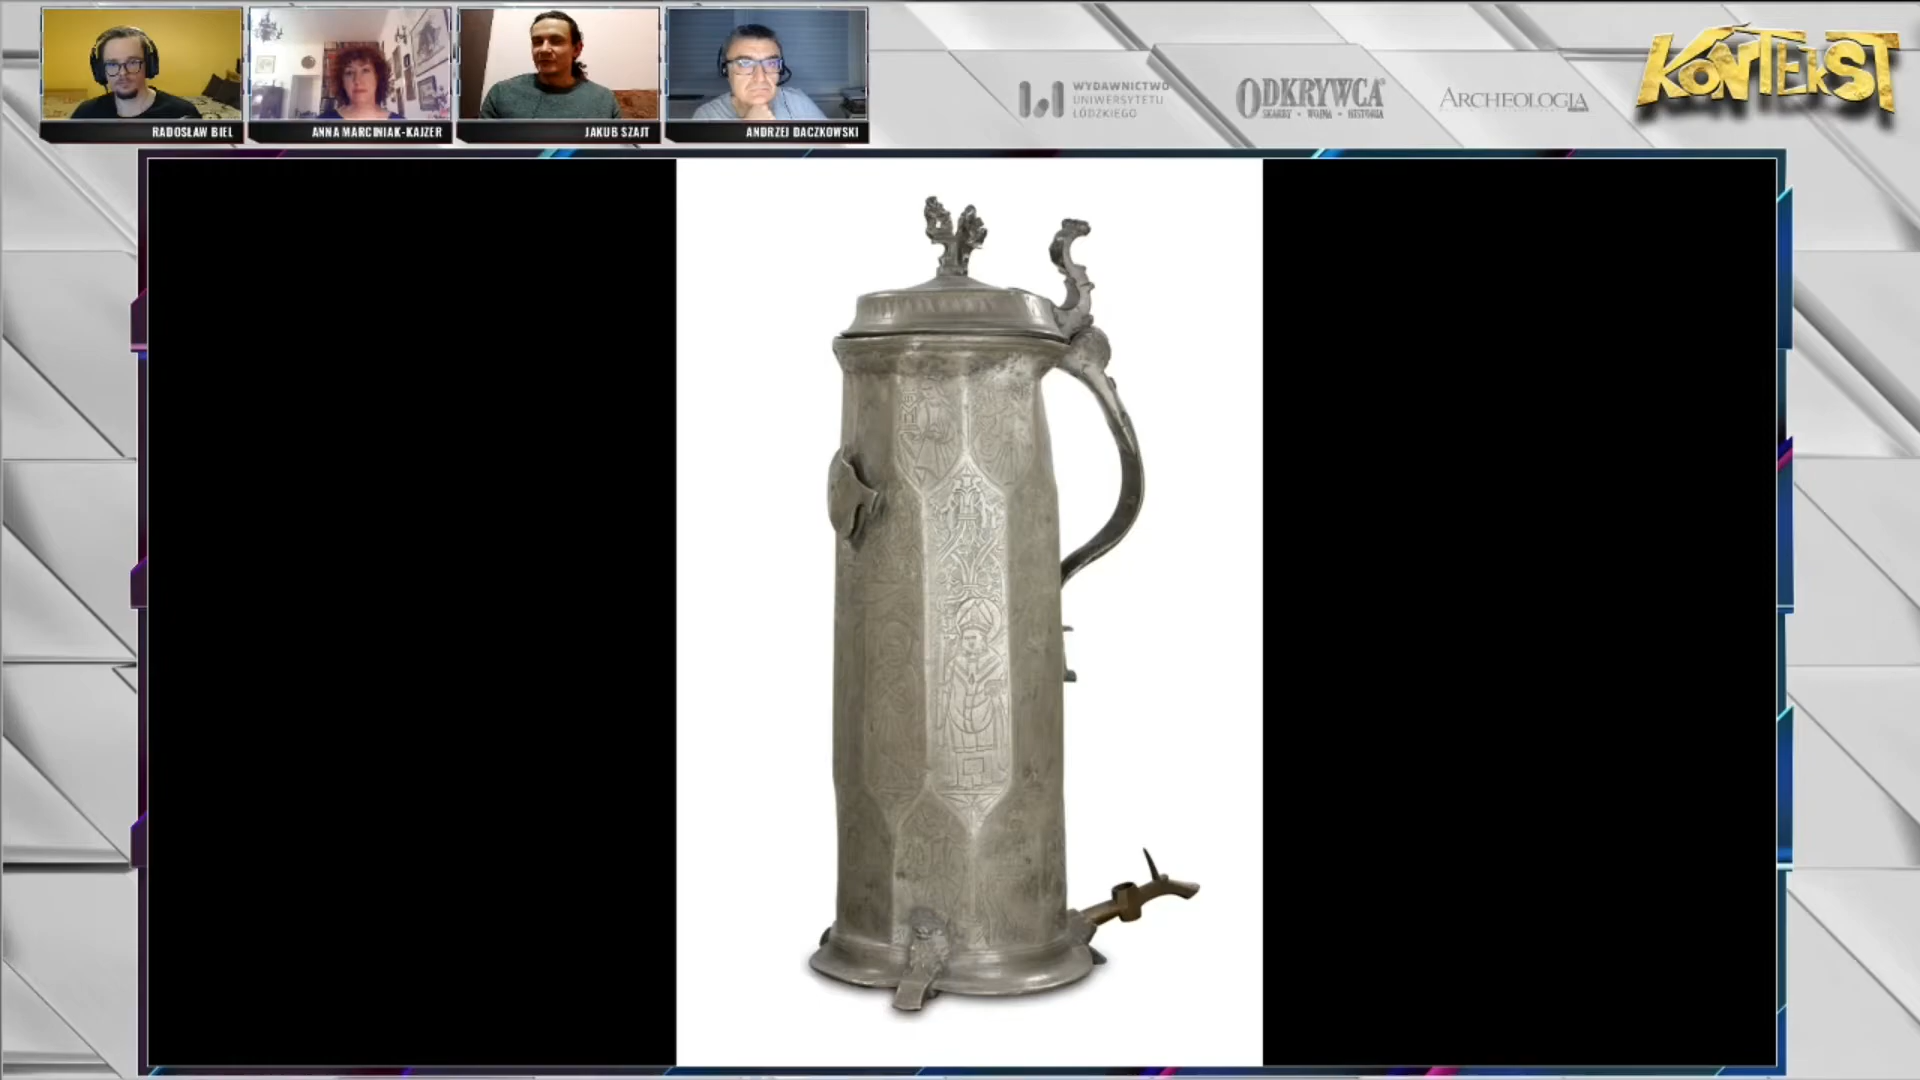 RADOSŁAW BIEL
ANNA MARCINIAK-KAJZER
JAKUB SZAJT
ANDRZEJ DACZKOWSKI
WYDAWNICTWO
UNIWERSYTETU
ŁÓDZKIEGO
ODKRYWCA
SKARBY • WOJNA • HISTORIA
ARCHEOLOGIA
KONTEKST